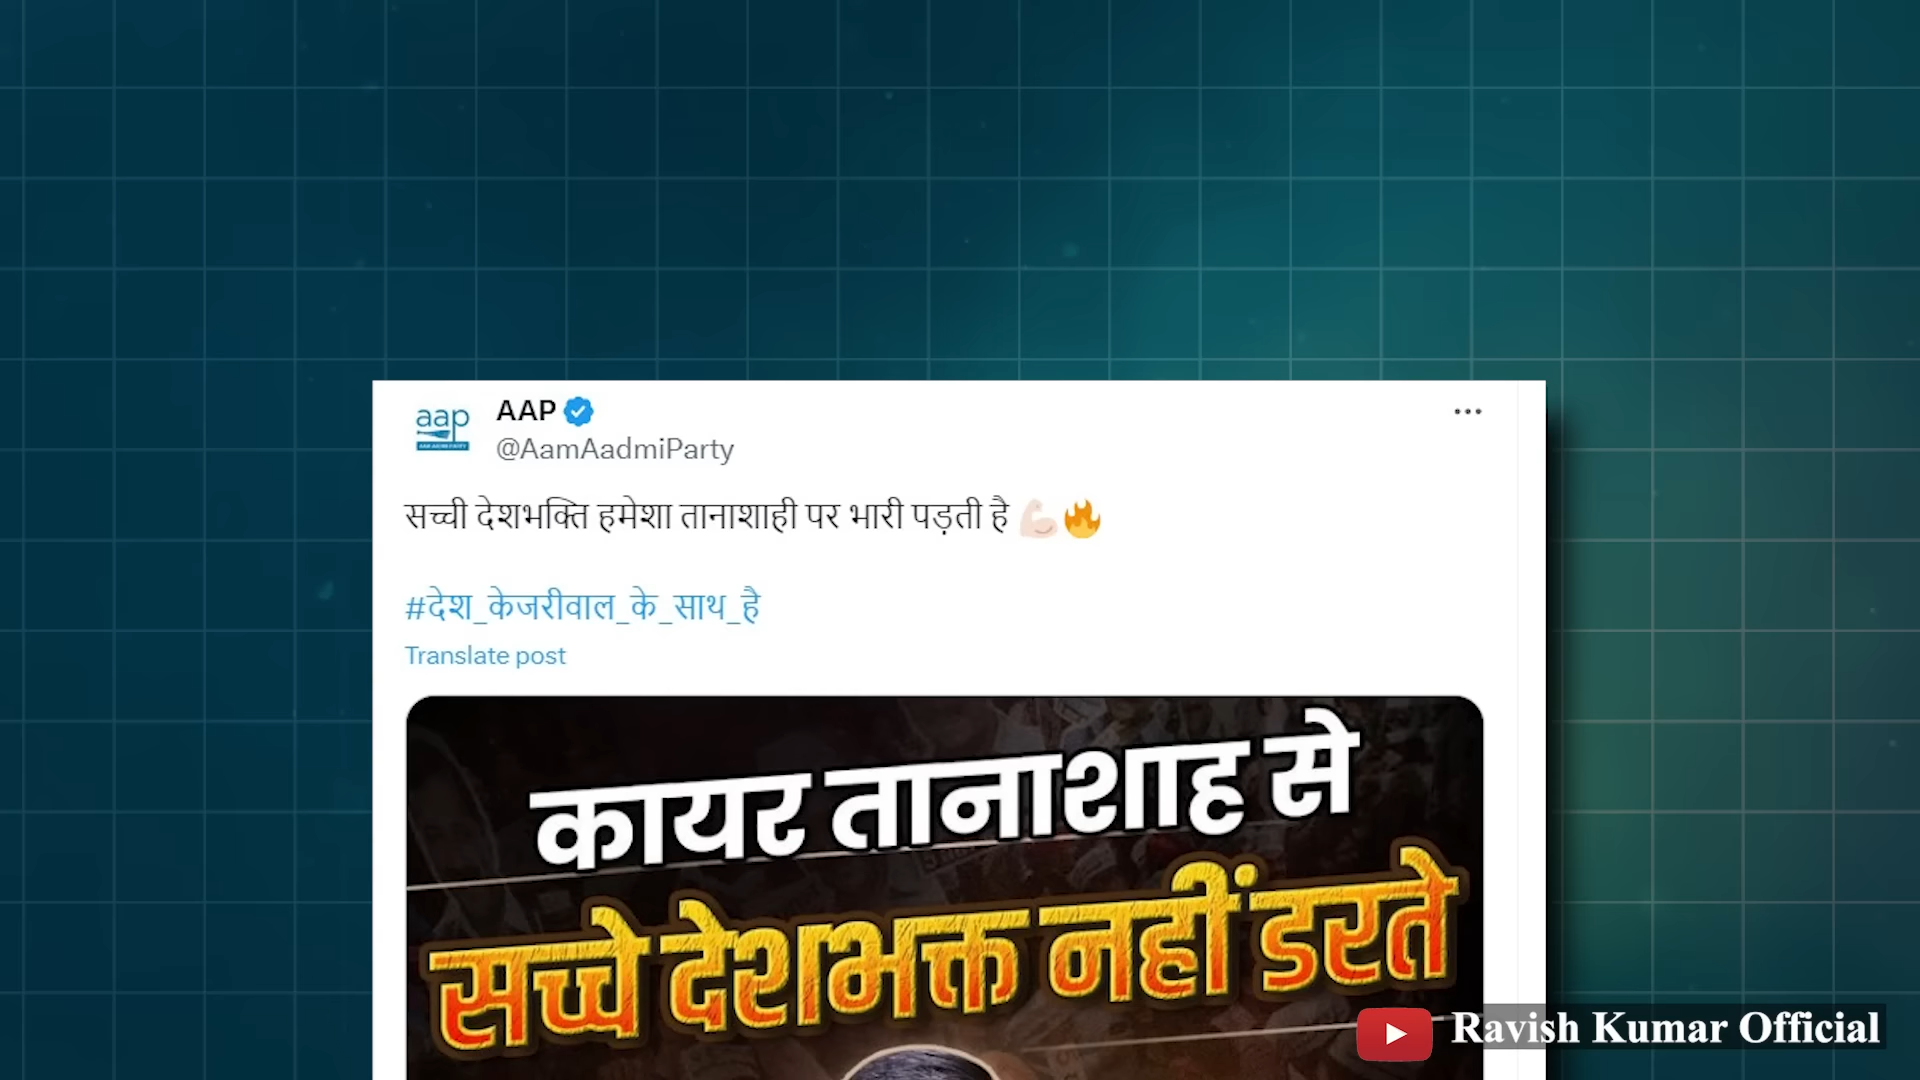 aap
AAP
@AamAadmiParty
सच्ची देशभक्ति हमेशा तानाशाही पर भारी पड़ती है 💪🏻🔥
#देश_केजरीवाल_के_साथ_है
Translate post
कायर तानाशाह से
सच्चे देशभक्त नहीं डरते
Ravish Kumar Official